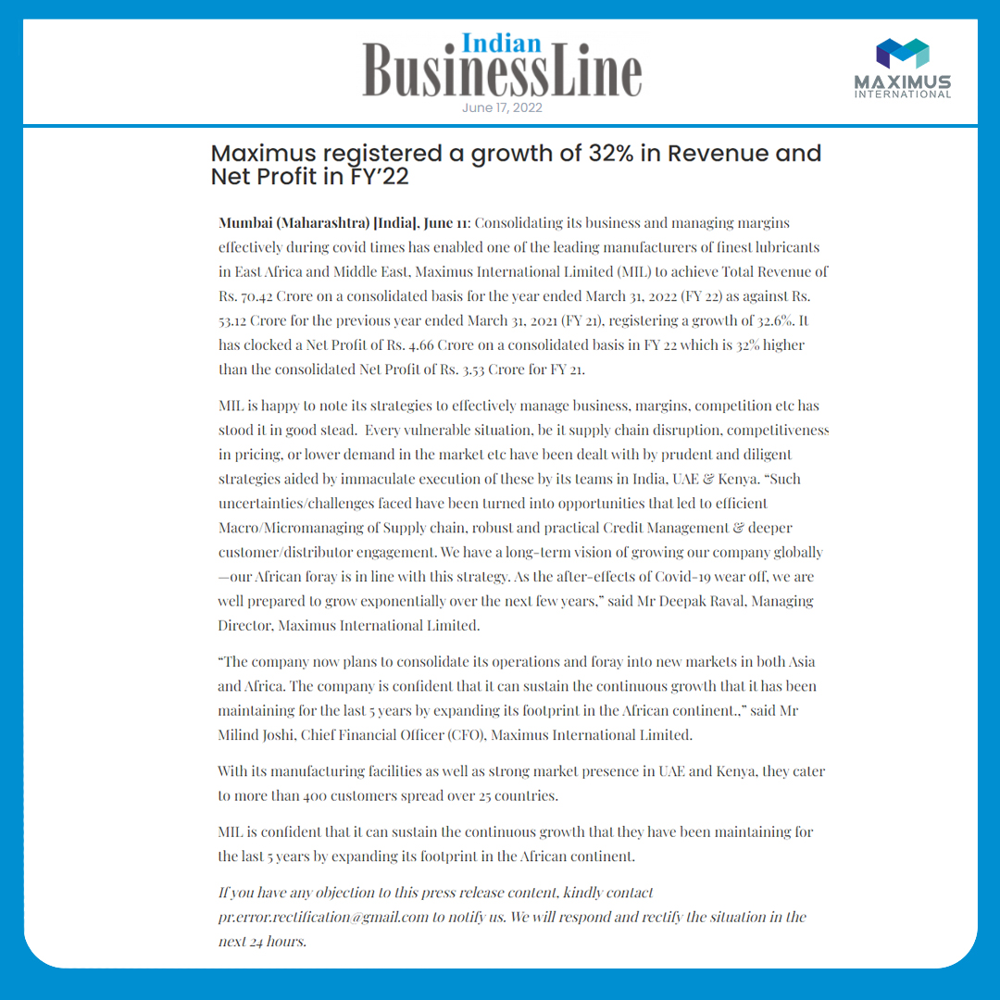 Indian
BusinessLine
June 17, 2022
MAXIMUS
INTERNATIONAL
Maximus registered a growth of 32% in Revenue and
Net Profit in FY’22
Mumbai (Maharashtra) [India]. June 11: Consolidating its business and managing margins
effectively during covid times has enabled one of the leading manufacturers of finest lubricants
in East Africa and Middle East, Maximus International Limited (MIL) to achieve Total Revenue of
Rs. 70.42 Crore on a consolidated basis for the year ended March 31, 2022 (FY 22) as against Rs.
53.12 Crore for the previous year ended March 31, 2021 (FY 21), registering a growth of 32.6%. It
has clocked a Net Profit of Rs. 4.66 Crore on a consolidated basis in FY 22 which is 32% higher
than the consolidated Net Profit of Rs. 3.53 Crore for FY 21.
MIL is happy to note its strategies to effectively manage business, margins, competition etc has
stood it in good stead.  Every vulnerable situation, be it supply chain disruption, competitiveness
in pricing, or lower demand in the market etc have been dealt with by prudent and diligent
strategies aided by immaculate execution of these by its teams in India, UAE & Kenya. “Such
uncertainties/challenges faced have been turned into opportunities that led to efficient
Macro/Micromanaging of Supply chain, robust and practical Credit Management & deeper
customer/distributor engagement. We have a long-term vision of growing our company globally
—our African foray is in line with this strategy. As the after-effects of Covid-19 wear off, we are
well prepared to grow exponentially over the next few years,” said Mr Deepak Raval, Managing
Director, Maximus International Limited.
“The company now plans to consolidate its operations and foray into new markets in both Asia
and Africa. The company is confident that it can sustain the continuous growth that it has been
maintaining for the last 5 years by expanding its footprint in the African continent.,” said Mr
Milind Joshi, Chief Financial Officer (CFO), Maximus International Limited.
With its manufacturing facilities as well as strong market presence in UAE and Kenya, they cater
to more than 400 customers spread over 25 countries.
MIL is confident that it can sustain the continuous growth that they have been maintaining for
the last 5 years by expanding its footprint in the African continent.
If you have any objection to this press release content, kindly contact
pr.error.rectification@gmail.com to notify us. We will respond and rectify the situation in the
next 24 hours.